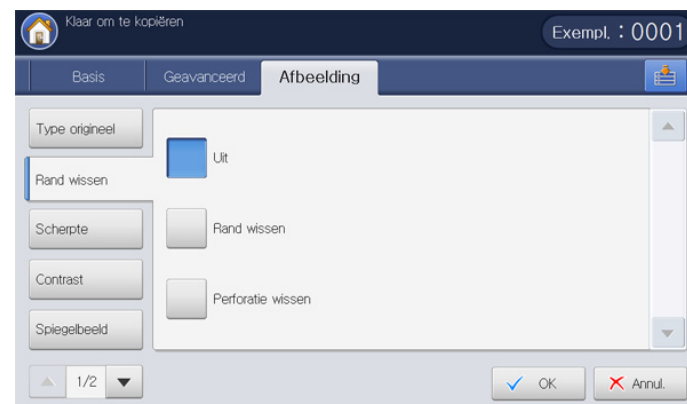 Klaar om te kopiëren
Exempl. : 0001
Basis
Geavanceerd
Afbeelding
Type origineel
Uit
Rand wissen
Scherpte
Rand wissen
Contrast
Perforatie wissen
Spiegelbeeld
1/2
OK
Annul.